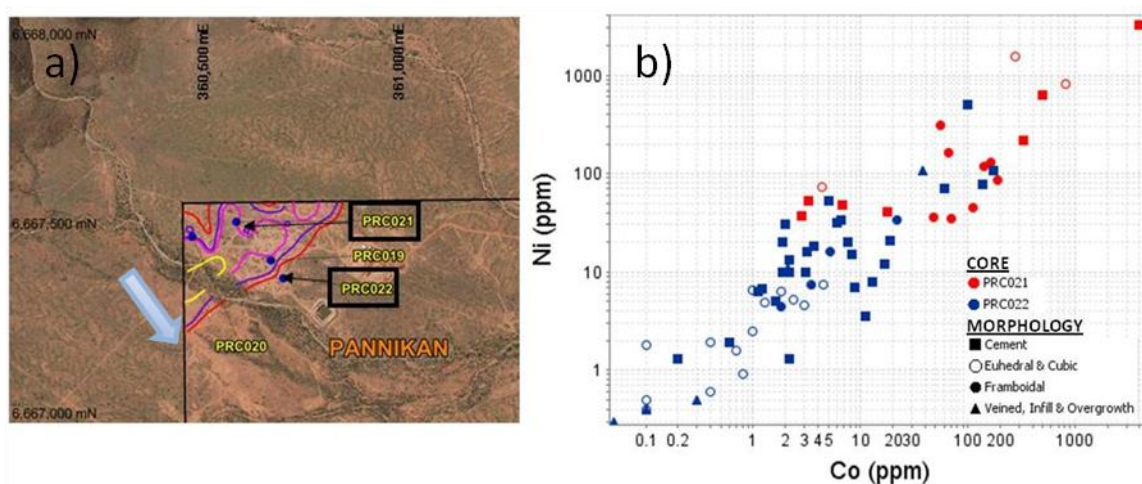 a)
6,668,000 mN
360,500 mE
361,000 mE
6,667,500 mN
PRC021
PRC019
PRC022
PRC020
PANNIKAN
6,667,000 mN
b)
Ni (ppm)
1000
100
10
1
0.1 0.2 1 2 3 4 5 10 20 30 100 200 1000
Co (ppm)
CORE
PRC021
PRC022
MORPHOLOGY
Cement
Euhedral & Cubic
Framboidal
Veined, Infill & Overgrowth